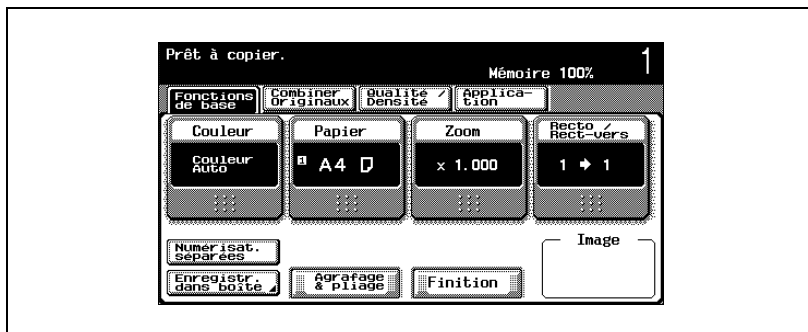 Prêt à copier.
1
Mémoire 100%
Fonctions
de base
Combiner
Originaux
Qualité /
Densité
Applica-
tion
Couleur
Papier
Zoom
Recto /
Rect-vers
Couleur
Auto
1 A4
× 1.000
1 → 1
Numérisat.
séparées
Image
Enregistr.
dans boîte
Agrafage
& pliage
Finition